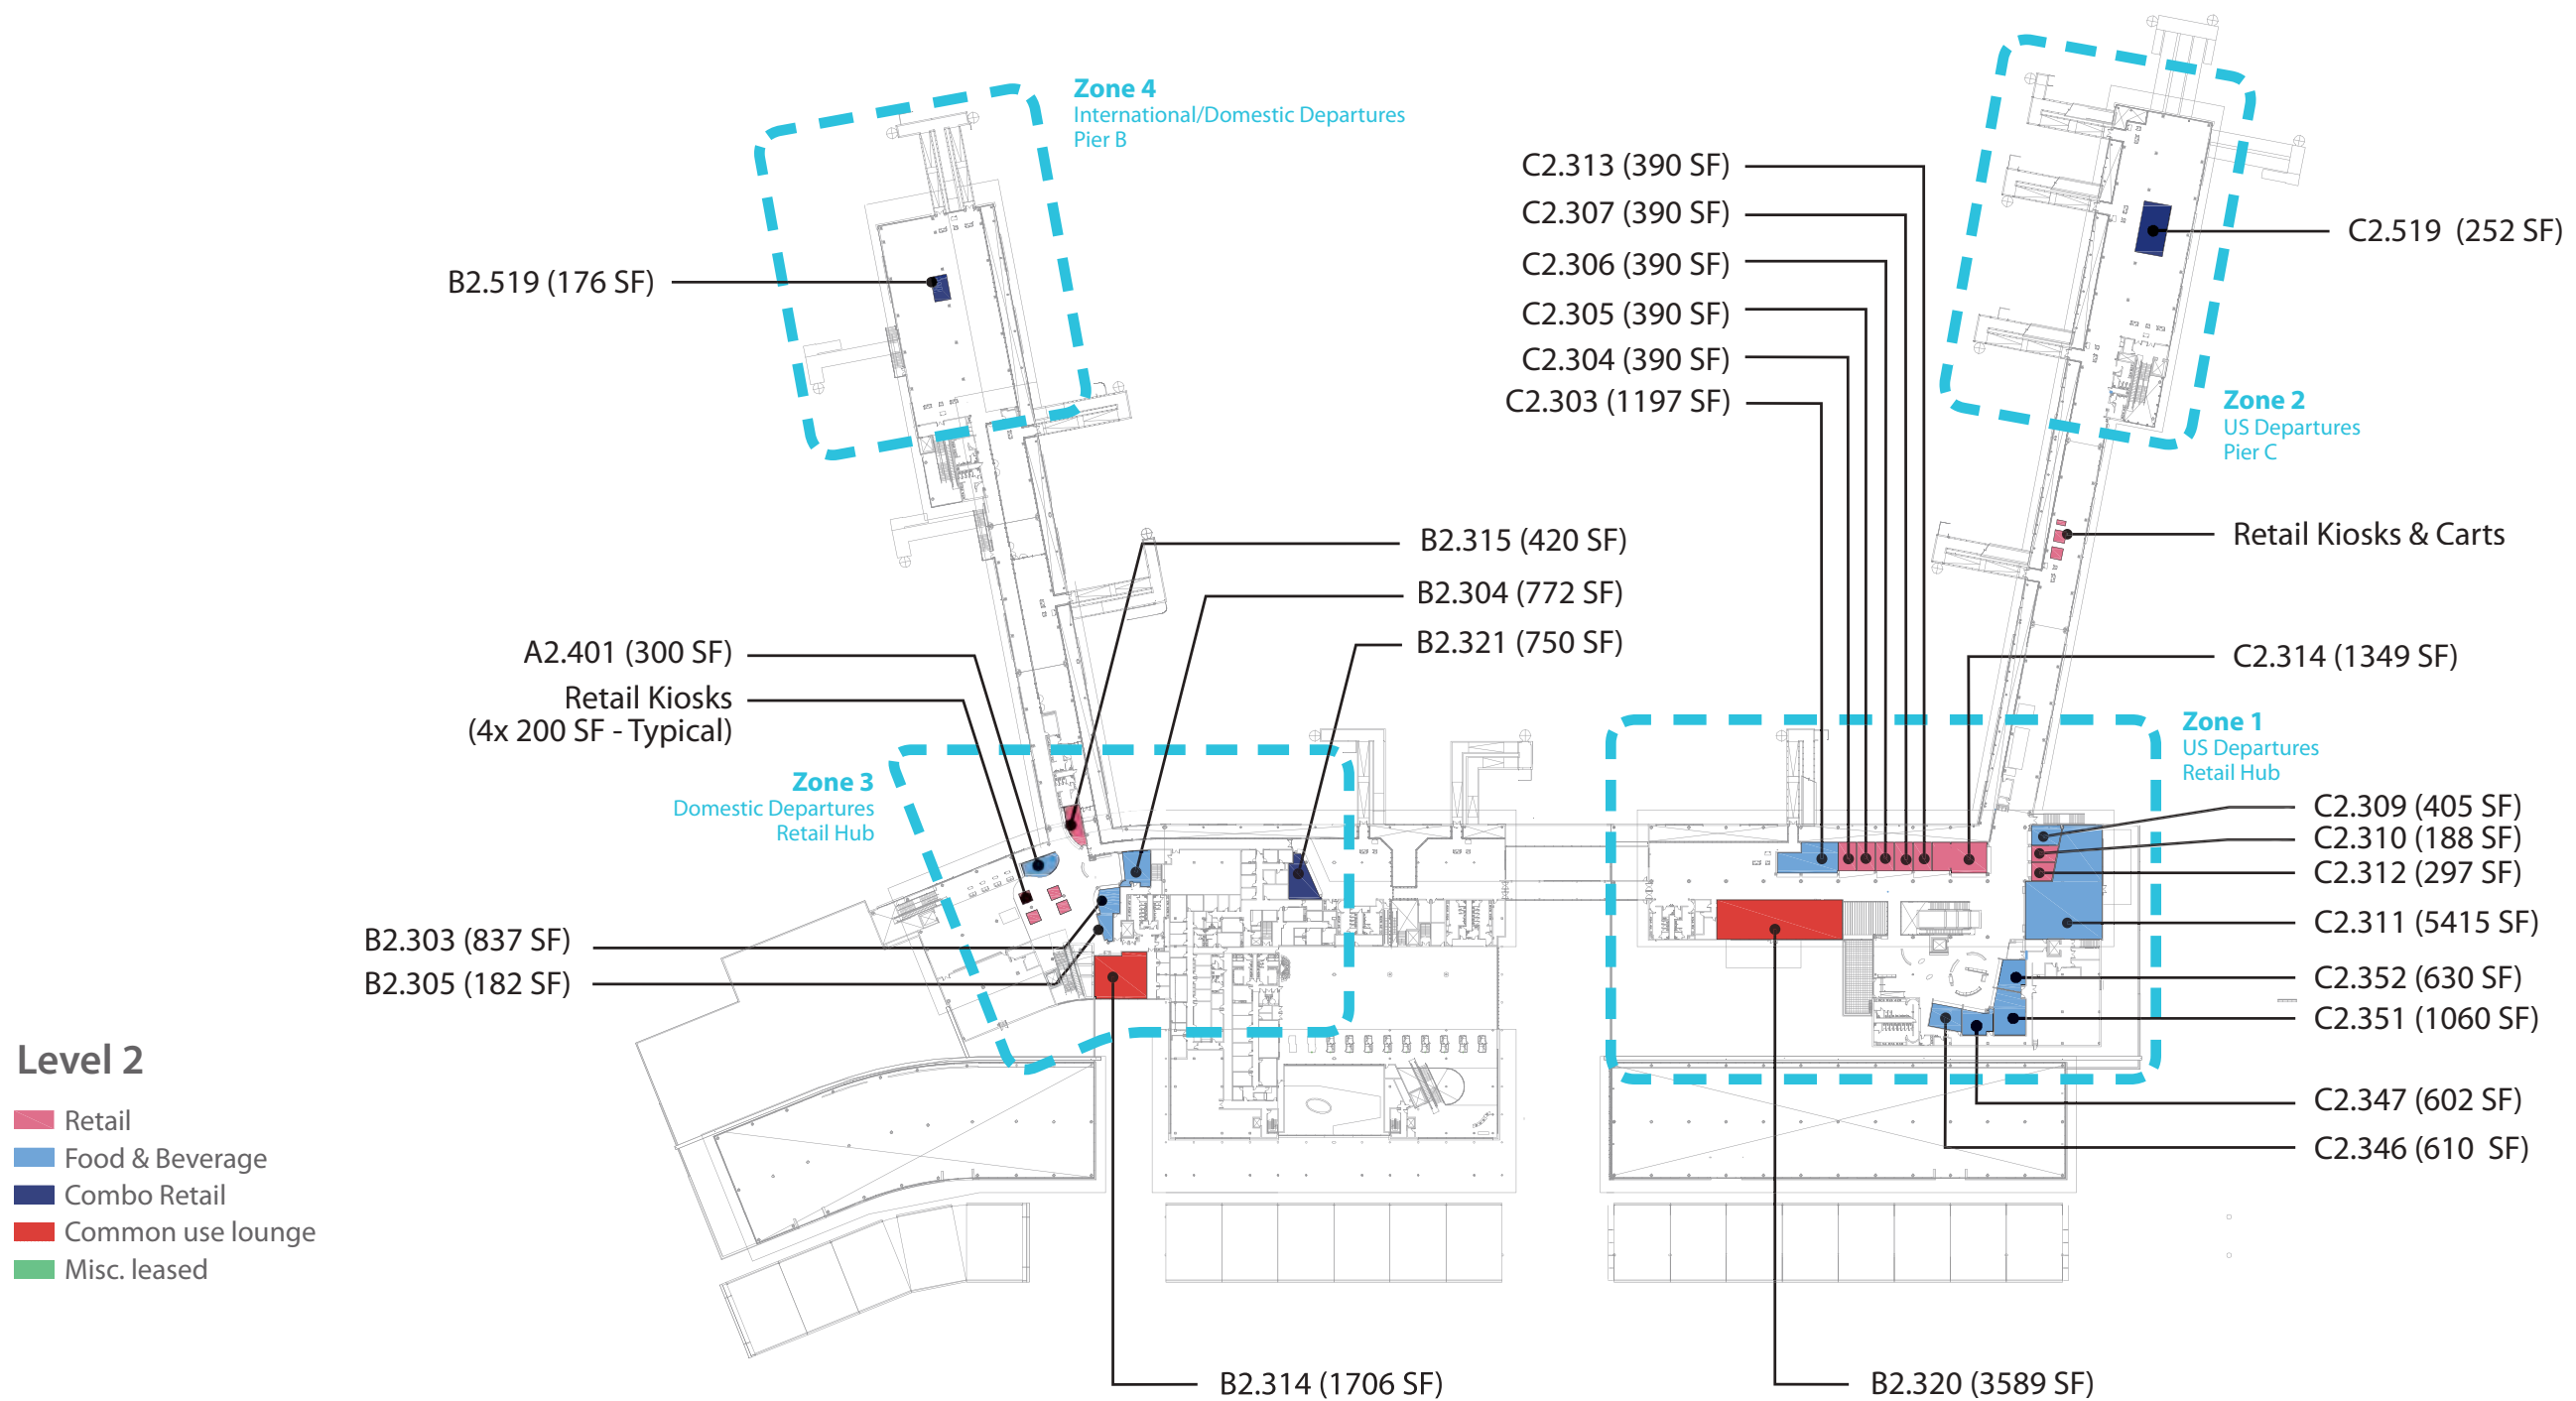 Zone 4
International/Domestic Departures
Pier B
B2.519 (176 SF)
C2.313 (390 SF)
C2.307 (390 SF)
C2.306 (390 SF)
C2.305 (390 SF)
C2.304 (390 SF)
C2.303 (1197 SF)
C2.519 (252 SF)
Zone 2
US Departures
Pier C
Retail Kiosks & Carts
B2.315 (420 SF)
B2.304 (772 SF)
B2.321 (750 SF)
A2.401 (300 SF)
Retail Kiosks
(4x 200 SF - Typical)
C2.314 (1349 SF)
Zone 1
US Departures
Retail Hub
Zone 3
Domestic Departures
Retail Hub
C2.309 (405 SF)
C2.310 (188 SF)
C2.312 (297 SF)
C2.311 (5415 SF)
C2.352 (630 SF)
C2.351 (1060 SF)
C2.347 (602 SF)
C2.346 (610 SF)
B2.303 (837 SF)
B2.305 (182 SF)
Level 2
Retail
Food & Beverage
Combo Retail
Common use lounge
Misc. leased
B2.314 (1706 SF)
B2.320 (3589 SF)